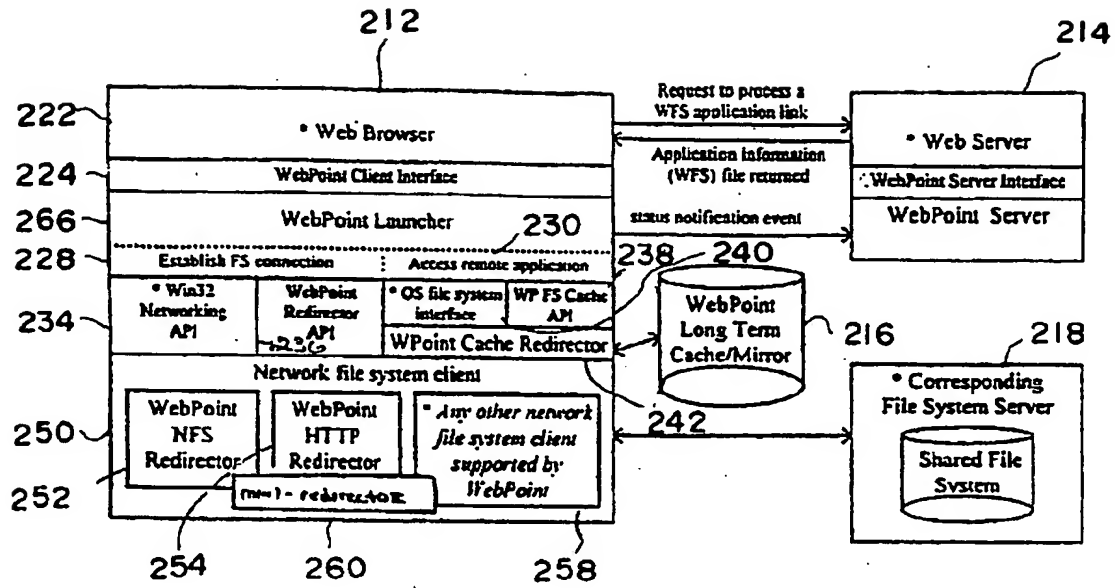 212
214
222
* Web Browser
Request to process a
WFS application link
* Web Server
224
WebPoint Client Interface
Application Information
(WFS) file returned
WebPoint Server Interface
266
WebPoint Launcher
230
status notification event
WebPoint Server
228
Establish FS connection
Access remote application
238
240
234
* Win32
Networking
API
WebPoint
Redirector
API
236
* OS file system
interface
WP FS Cache
API
WPoint Cache Redirector
WebPoint
Long Term
Cache/Mirror
216
218
Network file system client
242
* Corresponding
File System Server
250
WebPoint
NFS
Redirector
WebPoint
HTTP
Redirector
* Any other network
file system client
supported by
WebPoint
Shared File
System
252
redirector
254
260
258